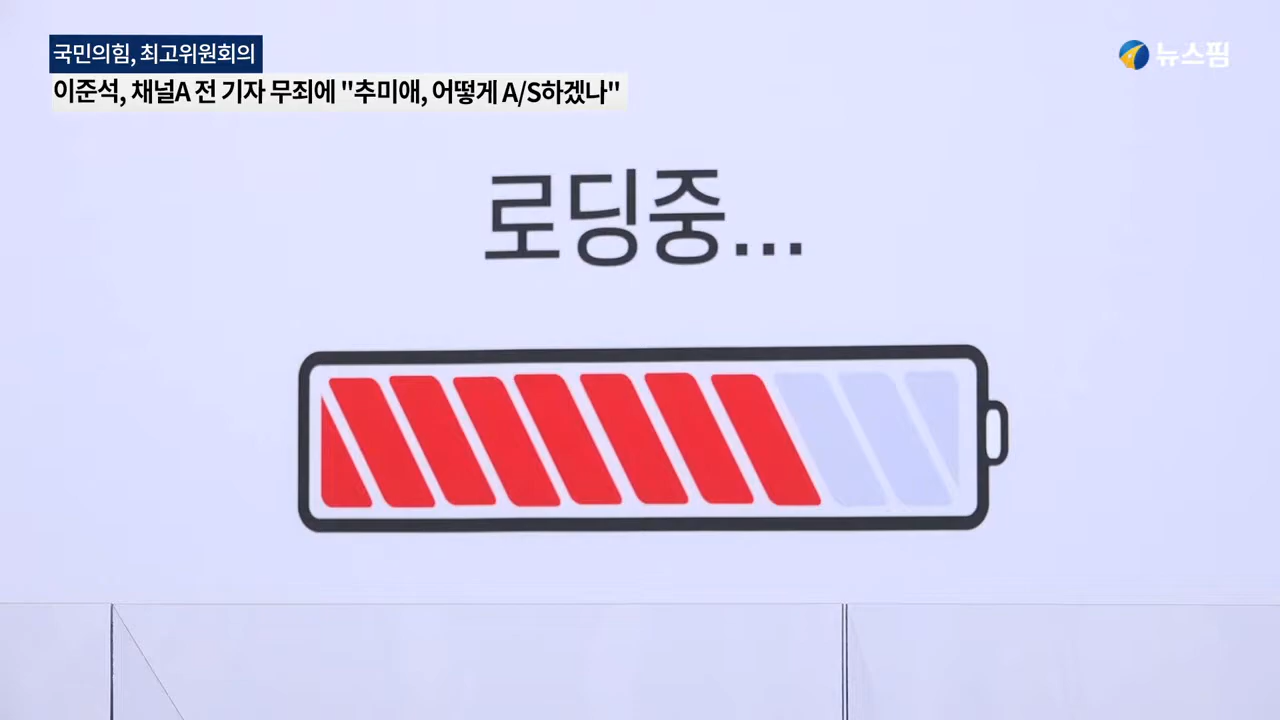 국민의힘, 최고위원회의
뉴스핌
이준석, 채널A 전 기자 무죄에 "추미애, 어떻게 A/S하겠나"
로딩중...